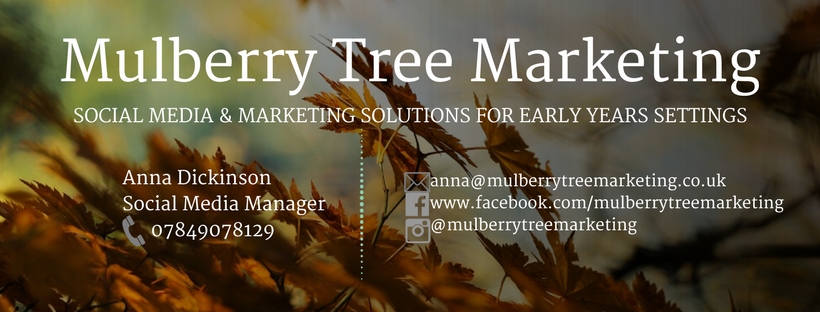 Mulberry Tree Marketing
SOCIAL MEDIA & MARKETING SOLUTIONS FOR EARLY YEARS SETTINGS
Anna Dickinson
Social Media Manager
07849078129
anna@mulberrytreemarketing.co.uk
www.facebook.com/mulberrytreemarketing
@mulberrytreemarketing